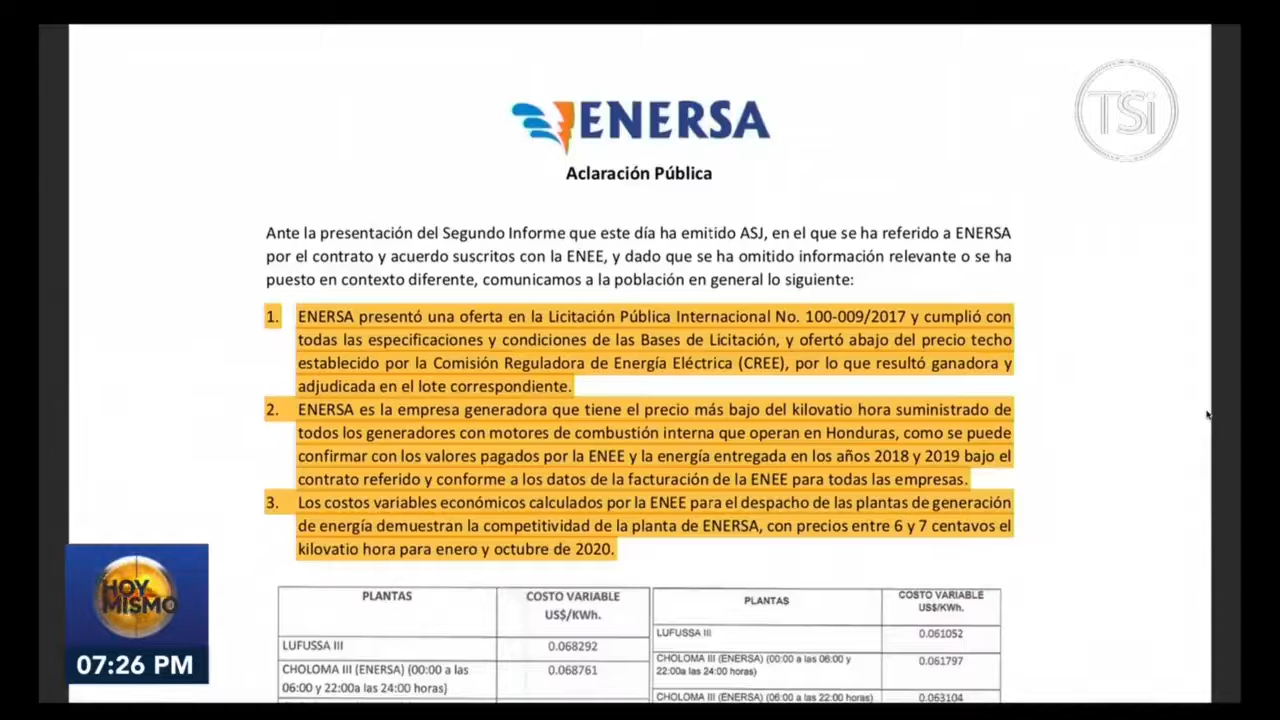 TSi
ENERSA
Aclaración Pública
Ante la presentación del Segundo Informe que este día ha emitido ASJ, en el que se ha referido a ENERSA
por el contrato y acuerdo suscritos con la ENEE, y dado que se ha omitido información relevante o se ha
puesto en contexto diferente, comunicamos a la población en general lo siguiente:
1. ENERSA presentó una oferta en la Licitación Pública Internacional No. 100-009/2017 y cumplió con
todas las especificaciones y condiciones de las Bases de Licitación, y ofertó abajo del precio techo
establecido por la Comisión Reguladora de Energía Eléctrica (CREE), por lo que resultó ganadora y
adjudicada en el lote correspondiente.
2. ENERSA es la empresa generadora que tiene el precio más bajo del kilovatio hora suministrado de
todos los generadores con motores de combustión interna que operan en Honduras, como se puede
confirmar con los valores pagados por la ENEE y la energía entregada en los años 2018 y 2019 bajo el
contrato referido y conforme a los datos de la facturación de la ENEE para todas las empresas.
3. Los costos variables económicos calculados por la ENEE para el despacho de las plantas de generación
de energía demuestran la competitividad de la planta de ENERSA, con precios entre 6 y 7 centavos el
kilovatio hora para enero y octubre de 2020.
PLANTAS
COSTO VARIABLE
US$/KWh.
LUFUSSA III
0.068292
CHOLOMA III (ENERSA) (00:00 a las
06:00 y 22:00a las 24:00 horas)
0.068761
PLANTAS
COSTO VARIABLE
US$/KWh.
LUFUSSA III
0.061052
CHOLOMA III (ENERSA) (00:00 a las 06:00 y
22:00a las 24:00 horas)
0.061797
CHOLOMA III (ENERSA) (06:00 a las 22:00 horas)
0.063104
HOY
MISMO
07:26 PM